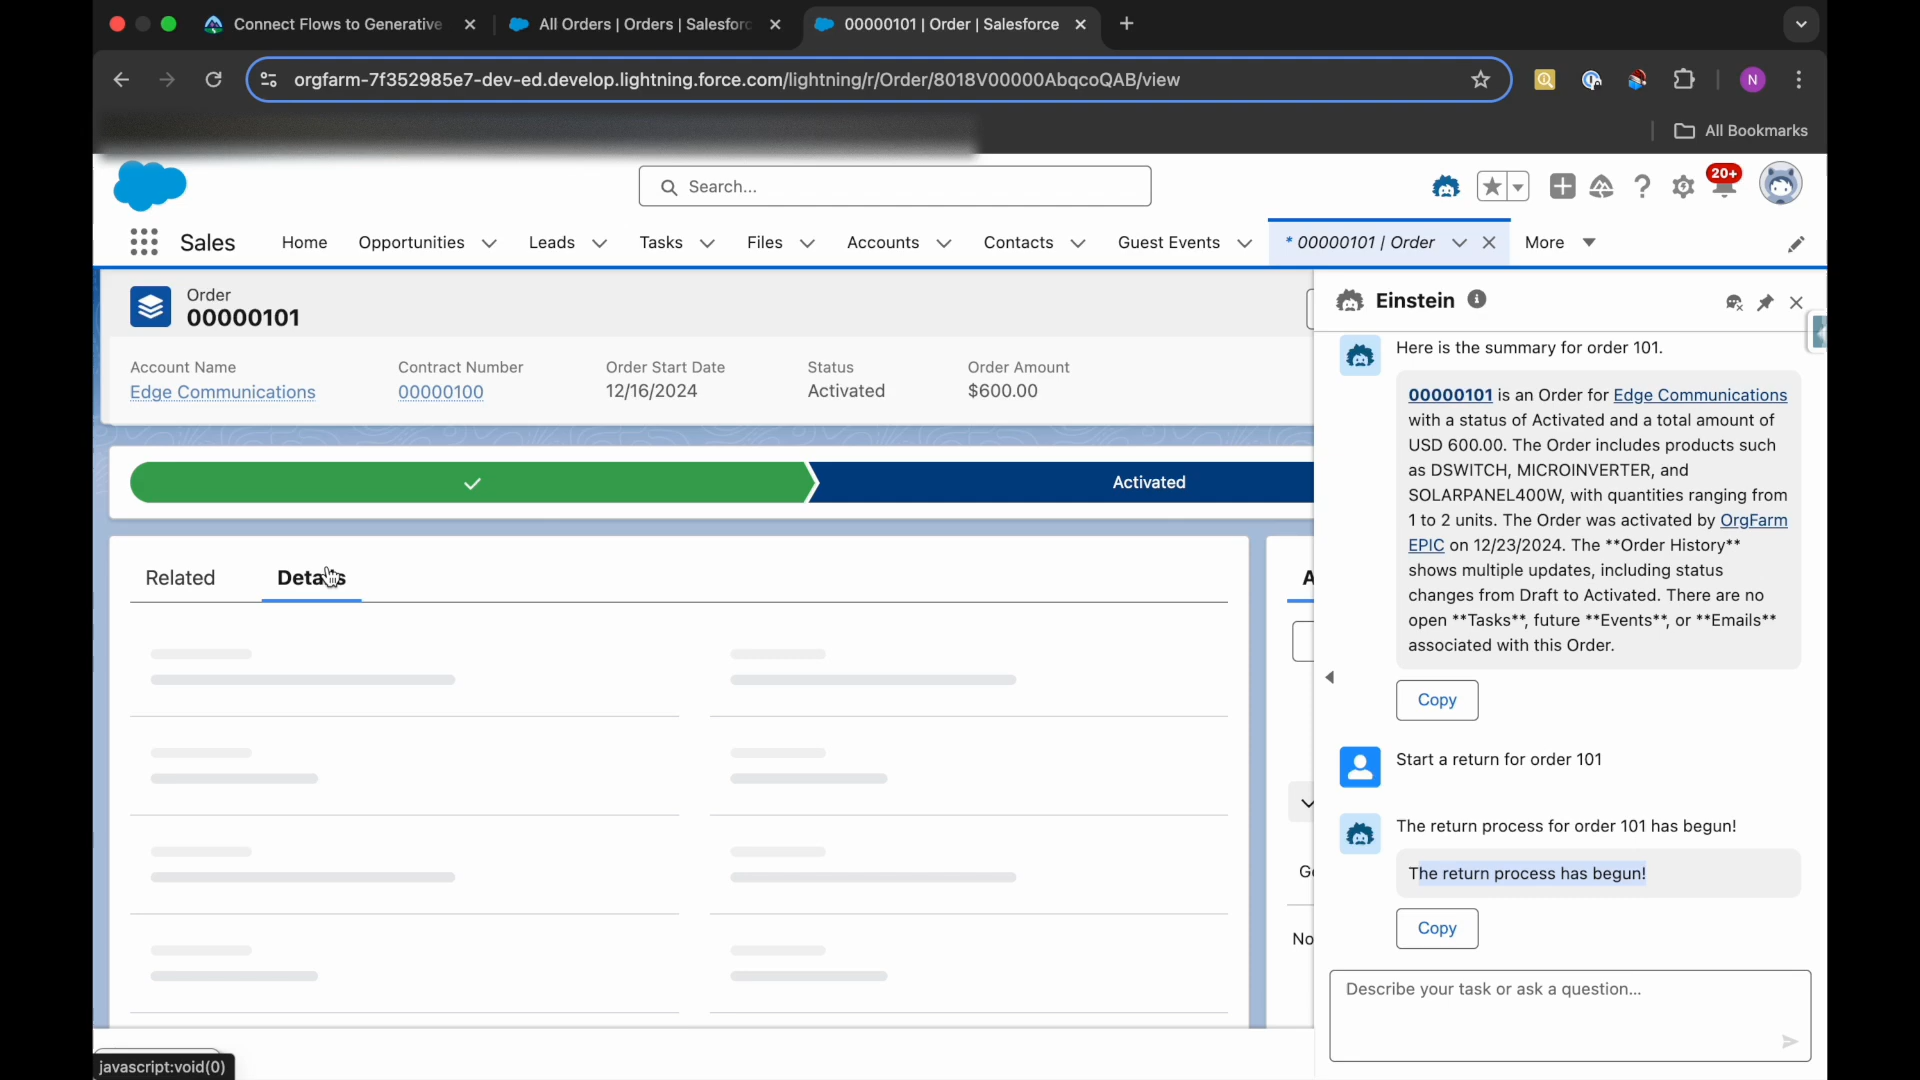 Connect Flows to Generative
All Orders | Orders | Salesforc
00000101 | Order | Salesforce
orgfarm-7f352985e7-dev-ed.develop.lightning.force.com/lightning/r/Order/8018V00000AbqcoQAB/view
N
All Bookmarks
Search...
20+
Sales
Home
Opportunities
Leads
Tasks
Files
Accounts
Contacts
Guest Events
* 00000101 | Order
More
Order
00000101
Account Name
Edge Communications
Contract Number
00000100
Order Start Date
12/16/2024
Status
Activated
Order Amount
$600.00
Activated
Related
Details
A
Go
No
Einstein
Here is the summary for order 101.
00000101 is an Order for Edge Communications
with a status of Activated and a total amount of
USD 600.00. The Order includes products such
as DSWITCH, MICROINVERTER, and
SOLARPANEL400W, with quantities ranging from
1 to 2 units. The Order was activated by OrgFarm
EPIC on 12/23/2024. The **Order History**
shows multiple updates, including status
changes from Draft to Activated. There are no
open **Tasks**, future **Events**, or **Emails**
associated with this Order.
Copy
Start a return for order 101
The return process for order 101 has begun!
The return process has begun!
Copy
Describe your task or ask a question...
javascript:void(0)